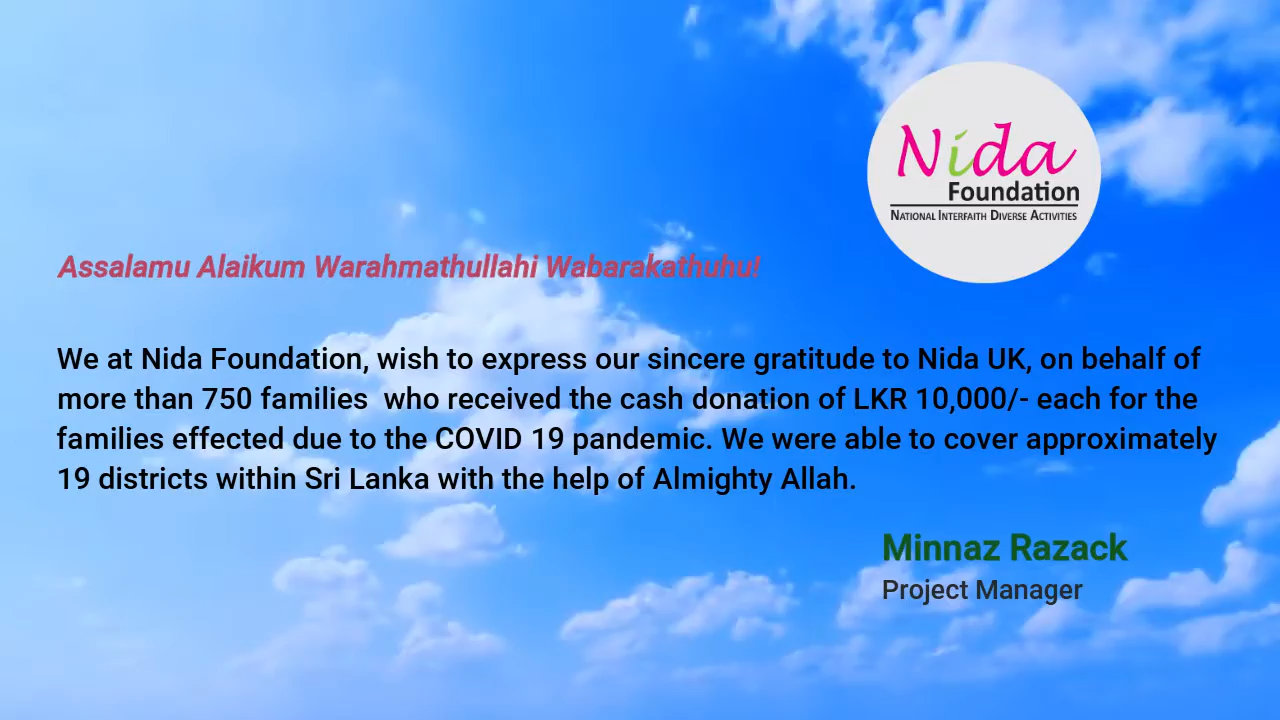 Nida
Foundation
National Interfaith Diverse Activities
Assalamu Alaikum Warahmathullahi Wabarakathuhu!
We at Nida Foundation, wish to express our sincere gratitude to Nida UK, on behalf of
more than 750 families  who received the cash donation of LKR 10,000/- each for the
families effected due to the COVID 19 pandemic. We were able to cover approximately
19 districts within Sri Lanka with the help of Almighty Allah.
Minnaz Razack
Project Manager